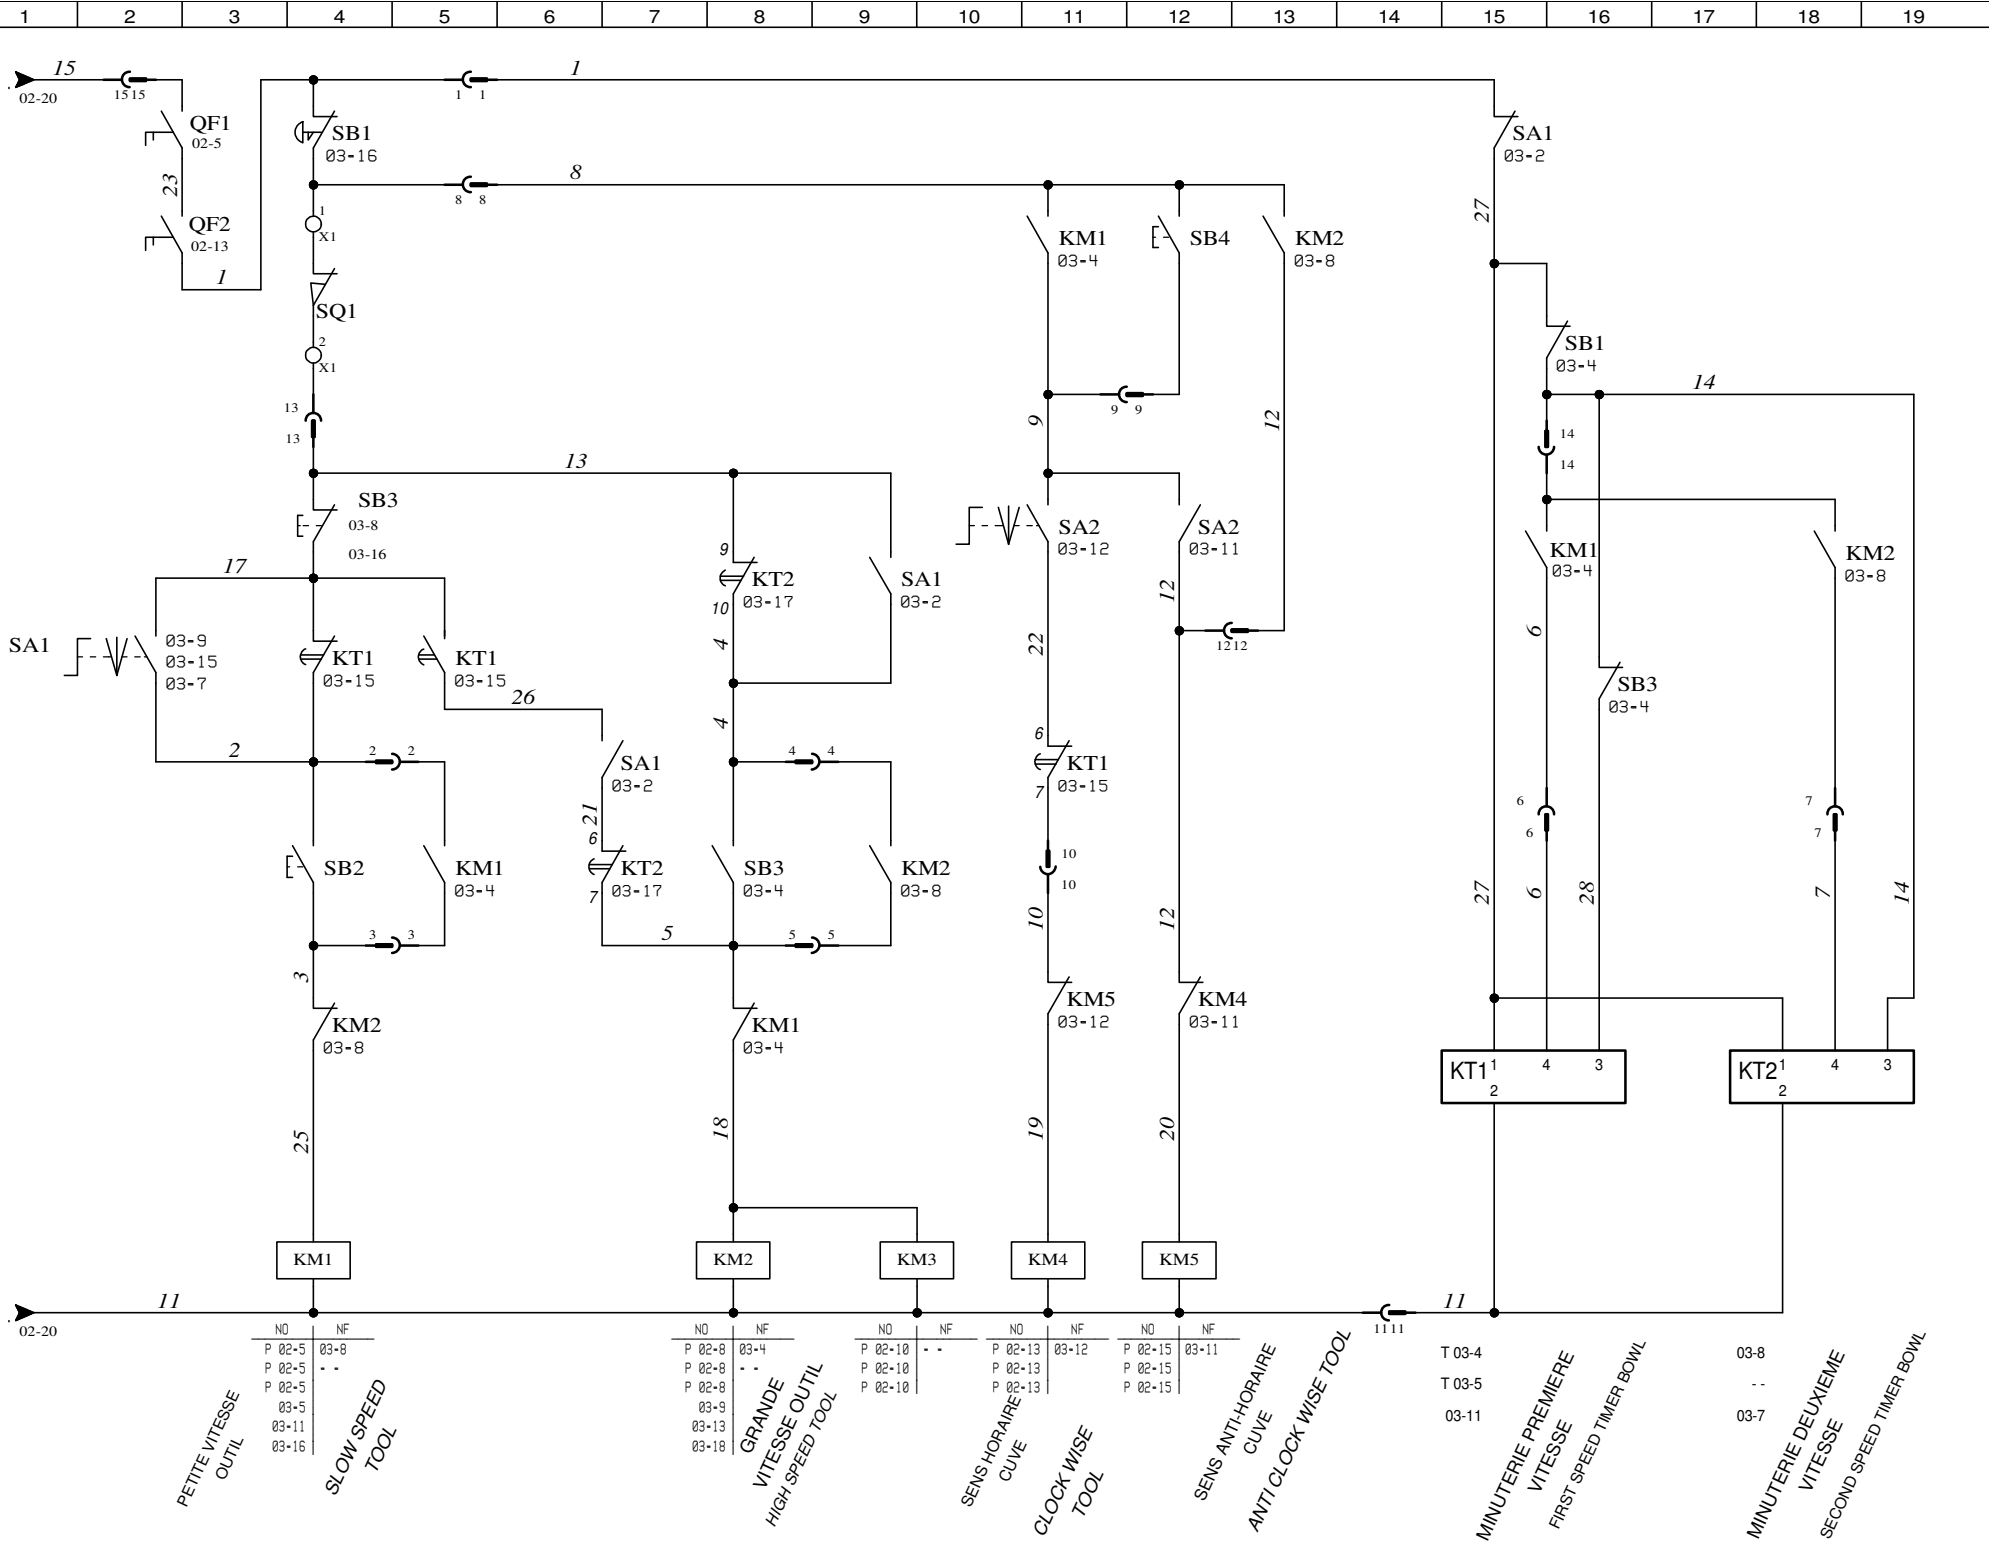 1 2 3 4 5 6 7 8 9 10 11 12 13 14 15 16 17 18 19
15 1
02-20 15 15 1 1
QF1
02-5
SB1
03-16
SA1
03-2
23
8
8 8
27
QF2
02-13
1
1
X1
KM1
03-4
SB4
KM2
03-8
SQ1
2
X1
SB1
03-4
14
13
13
9 9
9
12
14
14
13
SB3
03-8
03-16
9
KT2
10 03-17
SA1
03-2
SA2
03-12
SA2
03-11
KM1
03-4
KM2
03-8
17
12
4
22
12 12
6
SA1
03-9
03-15
03-7
KT1
03-15
KT1
03-15
SB3
03-4
26
4
2
2 2
SA1
03-2
4 4
6
KT1
7 03-15
21
6
6
7
7
SB2
KM1
03-4
6
KT2
7 03-17
SB3
03-4
KM2
03-8
10
10
27
6
28
7
14
10
12
3 3
5
5 5
3
KM2
03-8
KM1
03-4
KM5
03-12
KM4
03-11
KT1 1 4 3
2
KT2 1 4 3
2
25
18
19
20
KM1
KM2
KM3
KM4
KM5
11
02-20
11 11
11
NO NF
P 02-5 03-8
P 02-5 - -
P 02-5
03-5
03-11
03-16
NO NF
P 02-8 03-4
P 02-8 - -
P 02-8
03-9
03-13
03-18
NO NF
P 02-10 - -
P 02-10
P 02-10
NO NF
P 02-13 03-12
P 02-13
P 02-13
NO NF
P 02-15 03-11
P 02-15
P 02-15
T 03-4
T 03-5
03-11
03-8
- -
03-7
PETITE VITESSE
OUTIL
SLOW SPEED
TOOL
GRANDE
VITESSE OUTIL
HIGH SPEED TOOL
SENS HORAIRE
CUVE
CLOCK WISE
TOOL
SENS ANTI-HORAIRE
CUVE
ANTI CLOCK WISE TOOL
MINUTERIE PREMIERE
VITESSE
FIRST SPEED TIMER BOWL
MINUTERIE DEUXIEME
VITESSE
SECOND SPEED TIMER BOWL